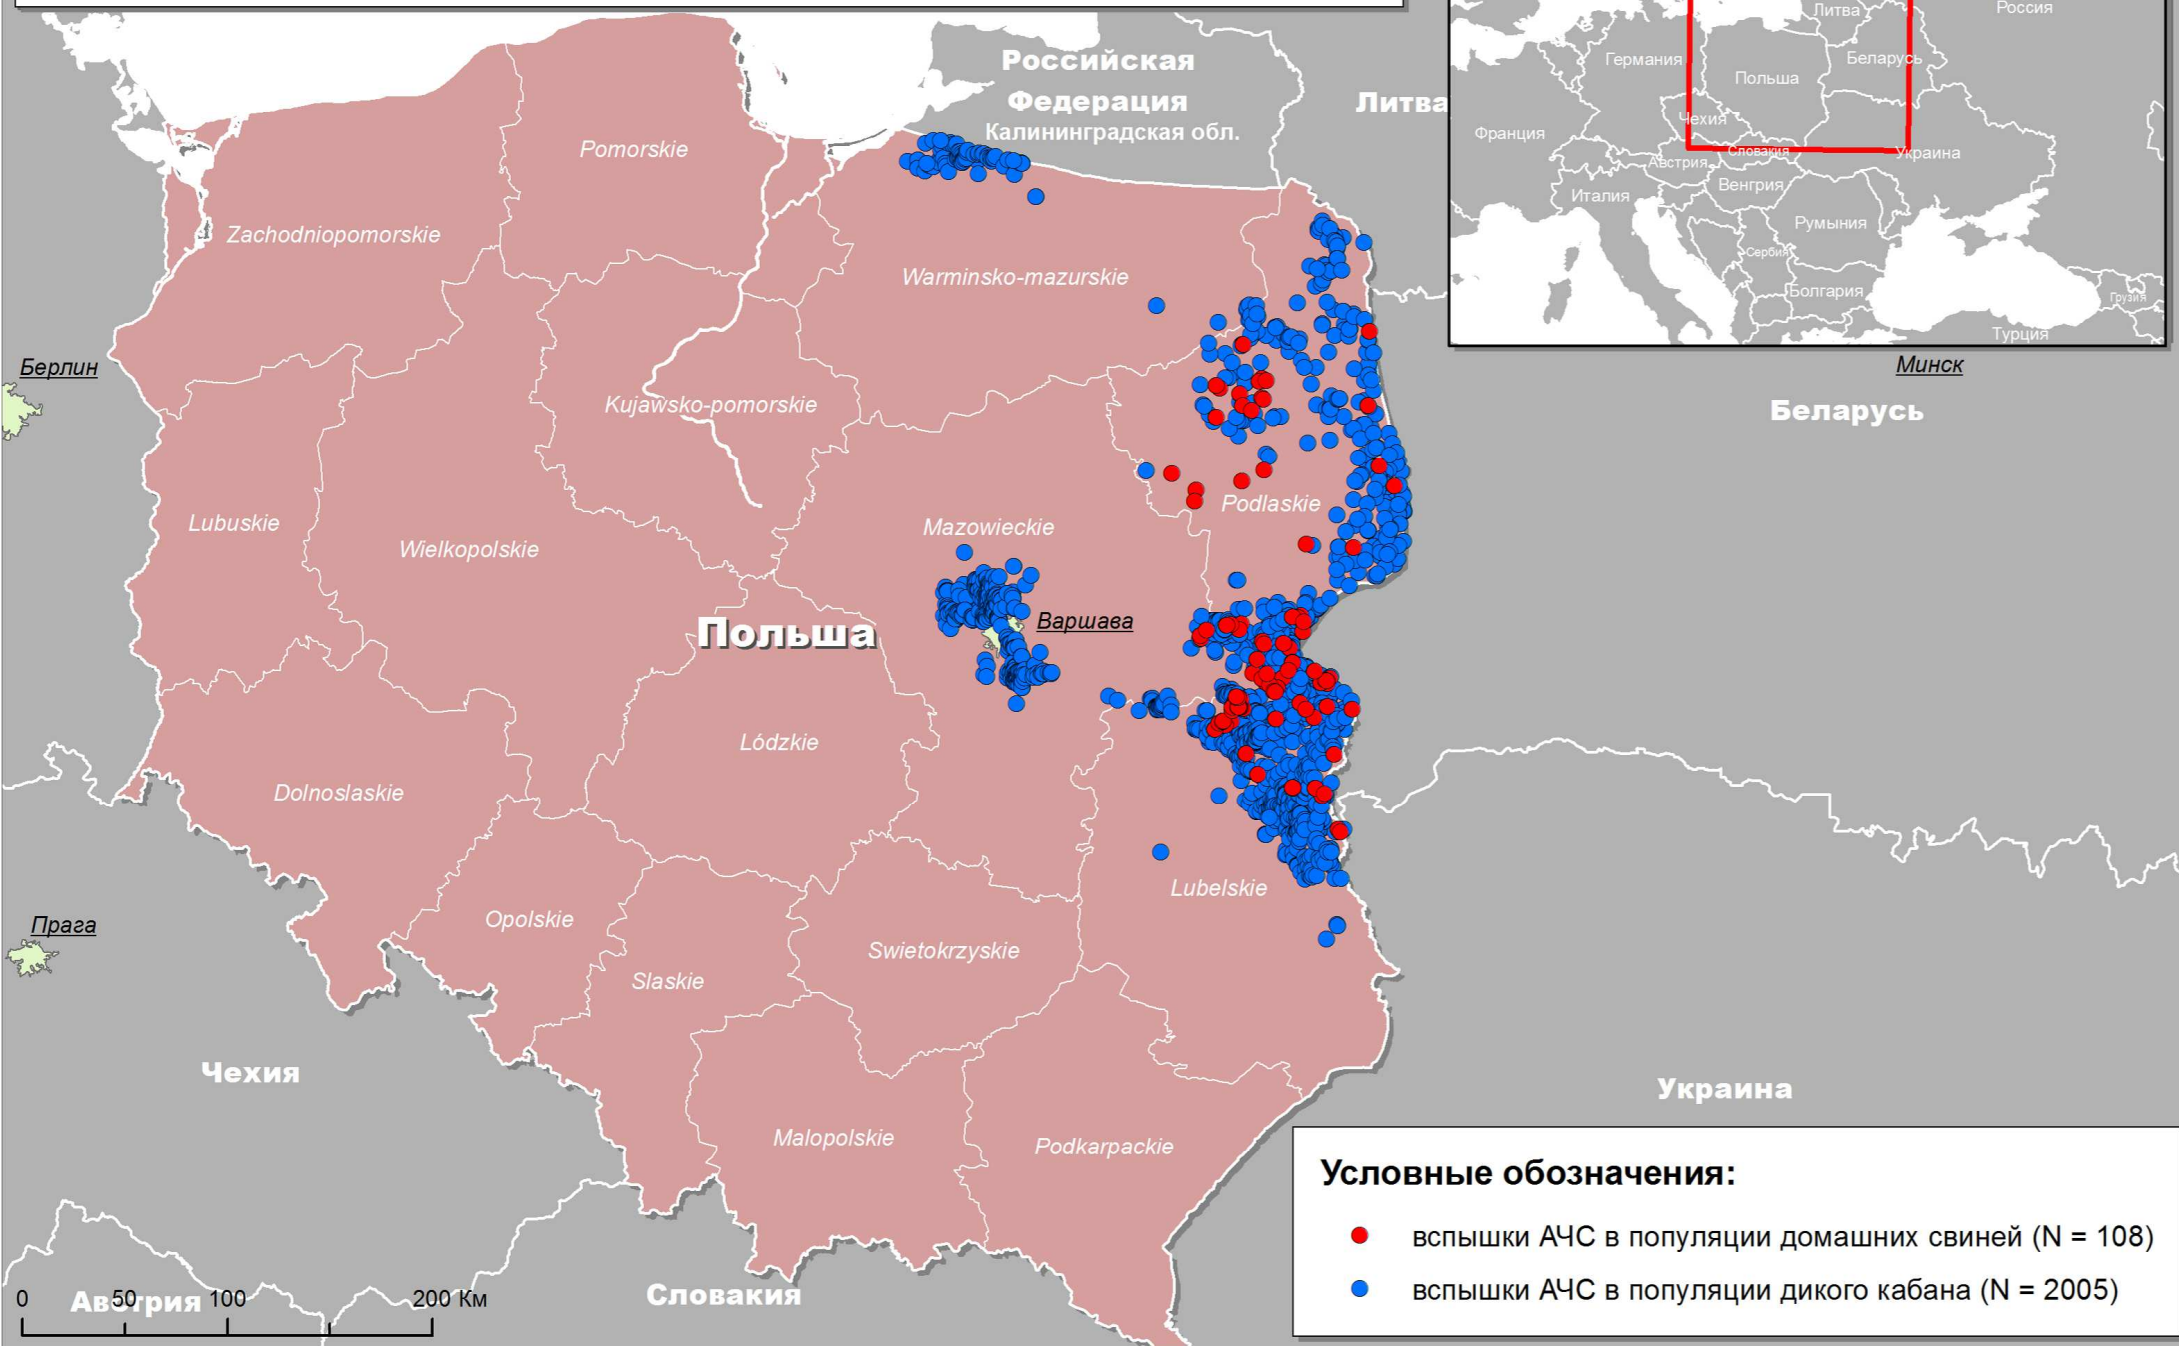 Российская
Федерация
Калининградская обл.
Литва
Литва
Россия
Германия
Беларусь
Польша
Чехия
Франция
Словакия
Украина
Австрия
Венгрия
Италия
Румыния
Сербия
Болгария
Грузия
Турция
Pomorskie
Zachodniopomorskie
Warminsko-mazurskie
Берлин
Минск
Kujawsko-pomorskie
Беларусь
Lubuskie
Wielkopolskie
Mazowieckie
Podlaskie
Польша
Варшава
Lódzkie
Dolnoslaskie
Lubelskie
Opolskie
Прага
Swietokrzyskie
Slaskie
Чехия
Украина
Malopolskie
Podkarpackie
Условные обозначения:
вспышки АЧС в популяции домашних свиней (N = 108)
вспышки АЧС в популяции дикого кабана (N = 2005)
Словакия
Австрия
0 50 100 200 Км